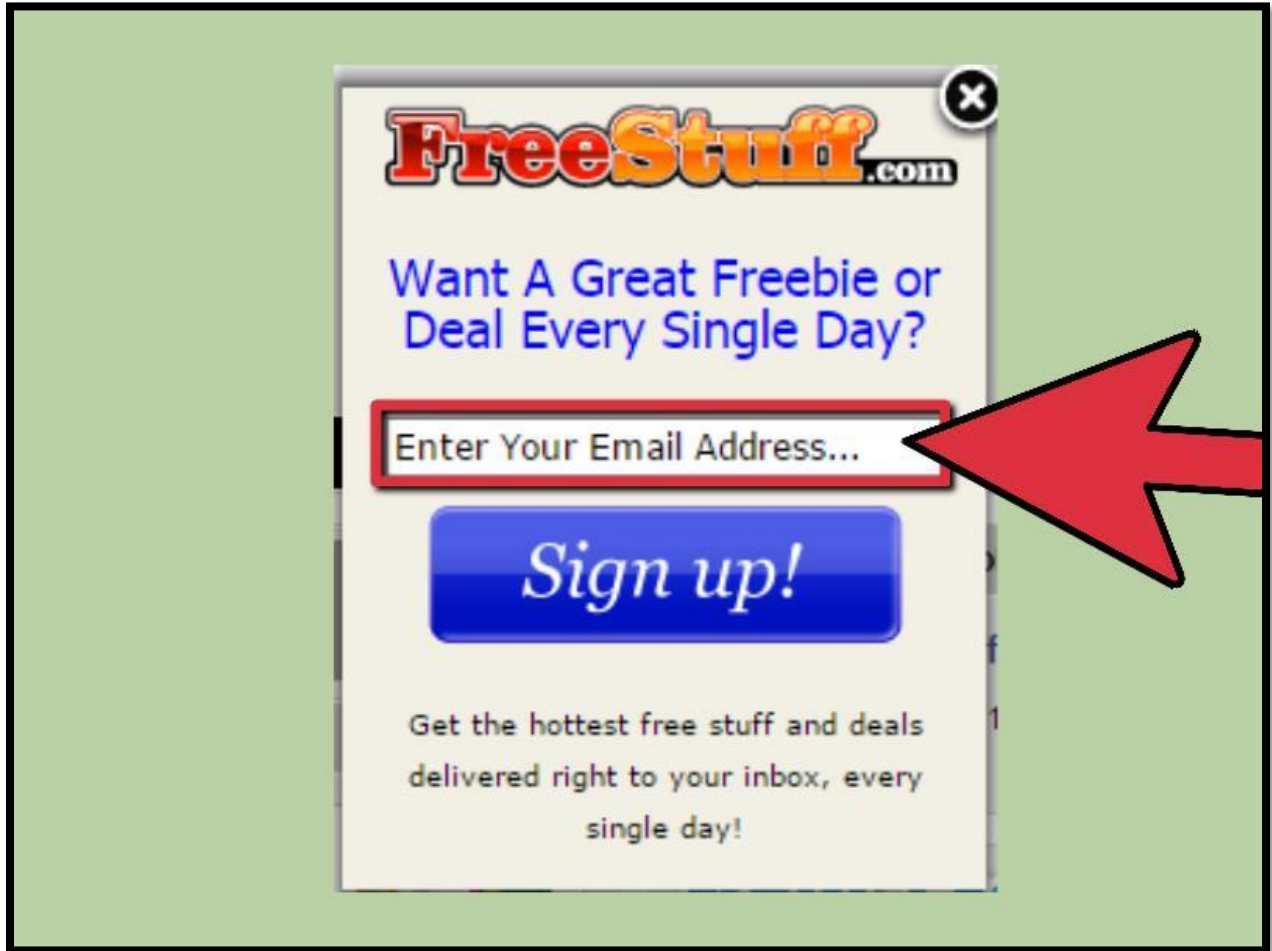 FreeStuff.com
Want A Great Freebie or
Deal Every Single Day?
Enter Your Email Address...
Sign up!
Get the hottest free stuff and deals
delivered right to your inbox, every
single day!